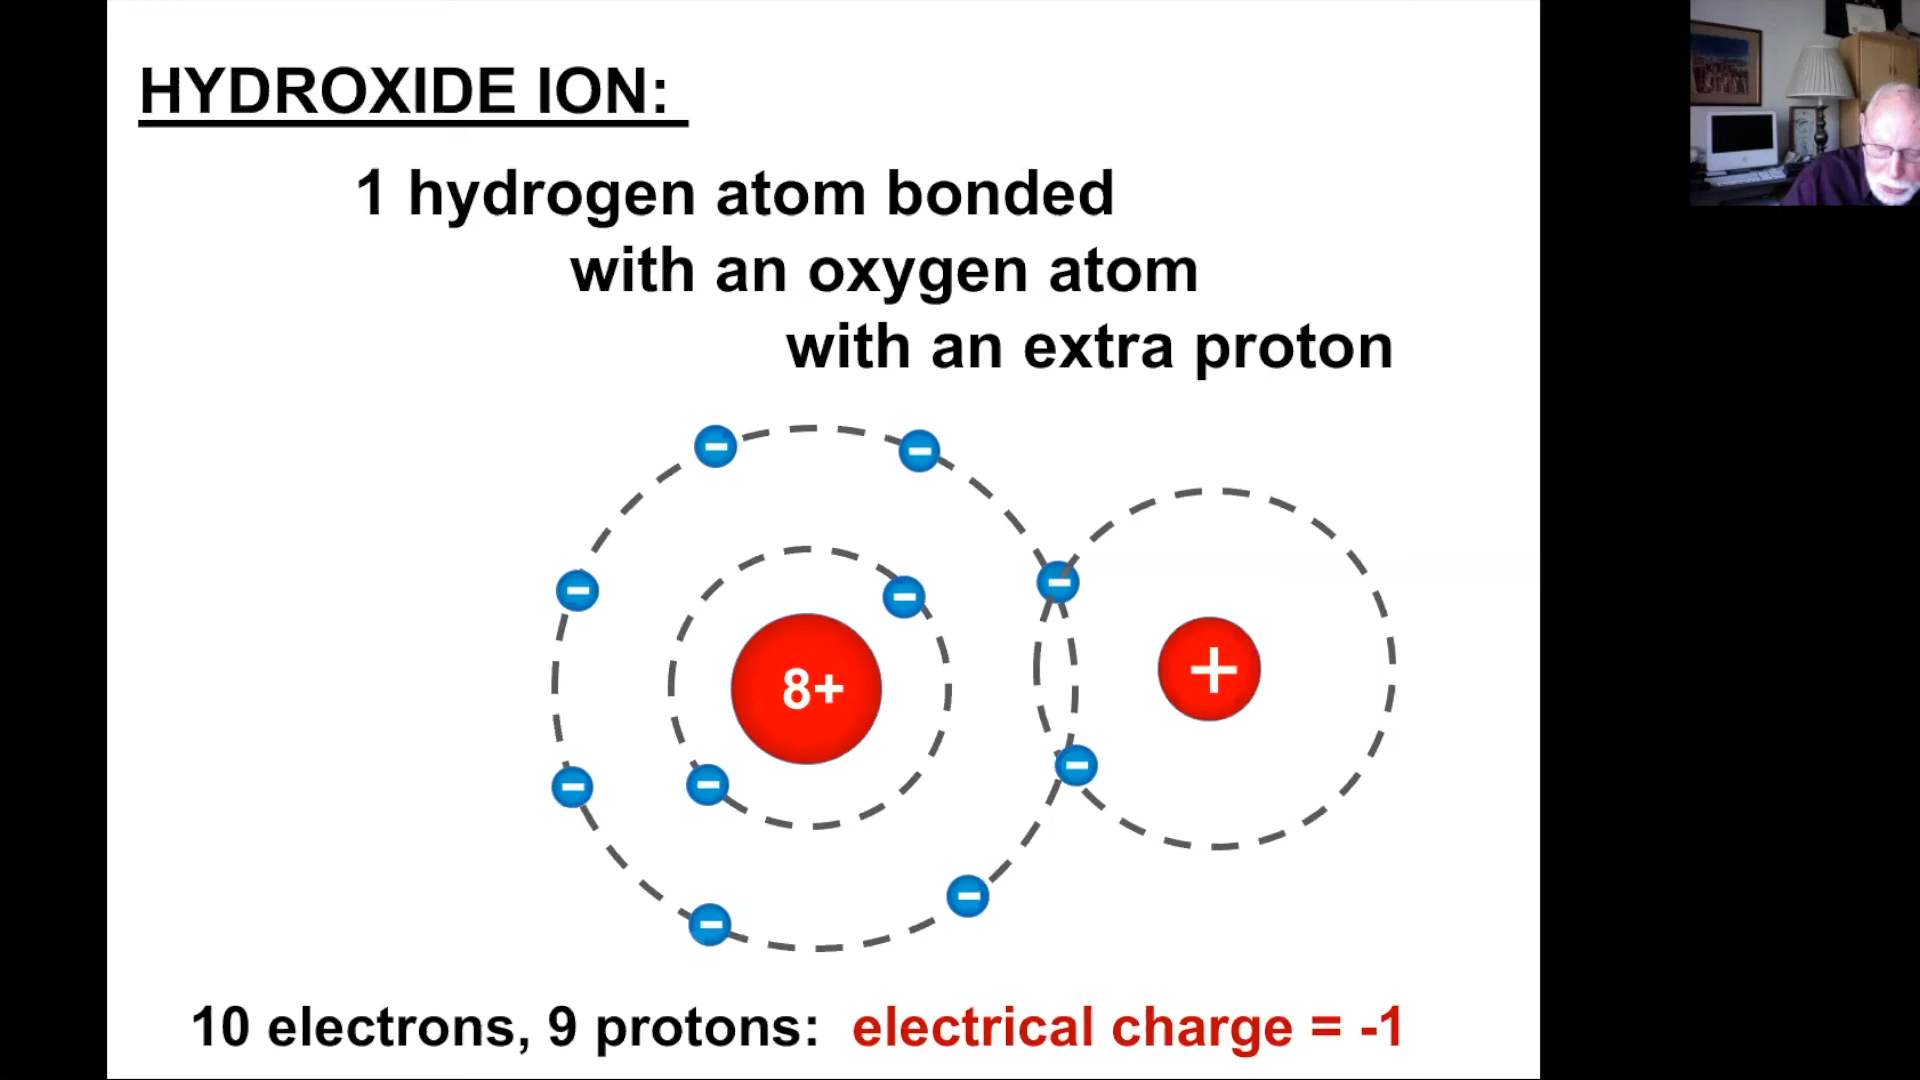 HYDROXIDE ION:
1 hydrogen atom bonded
with an oxygen atom
with an extra proton
8+
+
10 electrons, 9 protons: electrical charge = -1